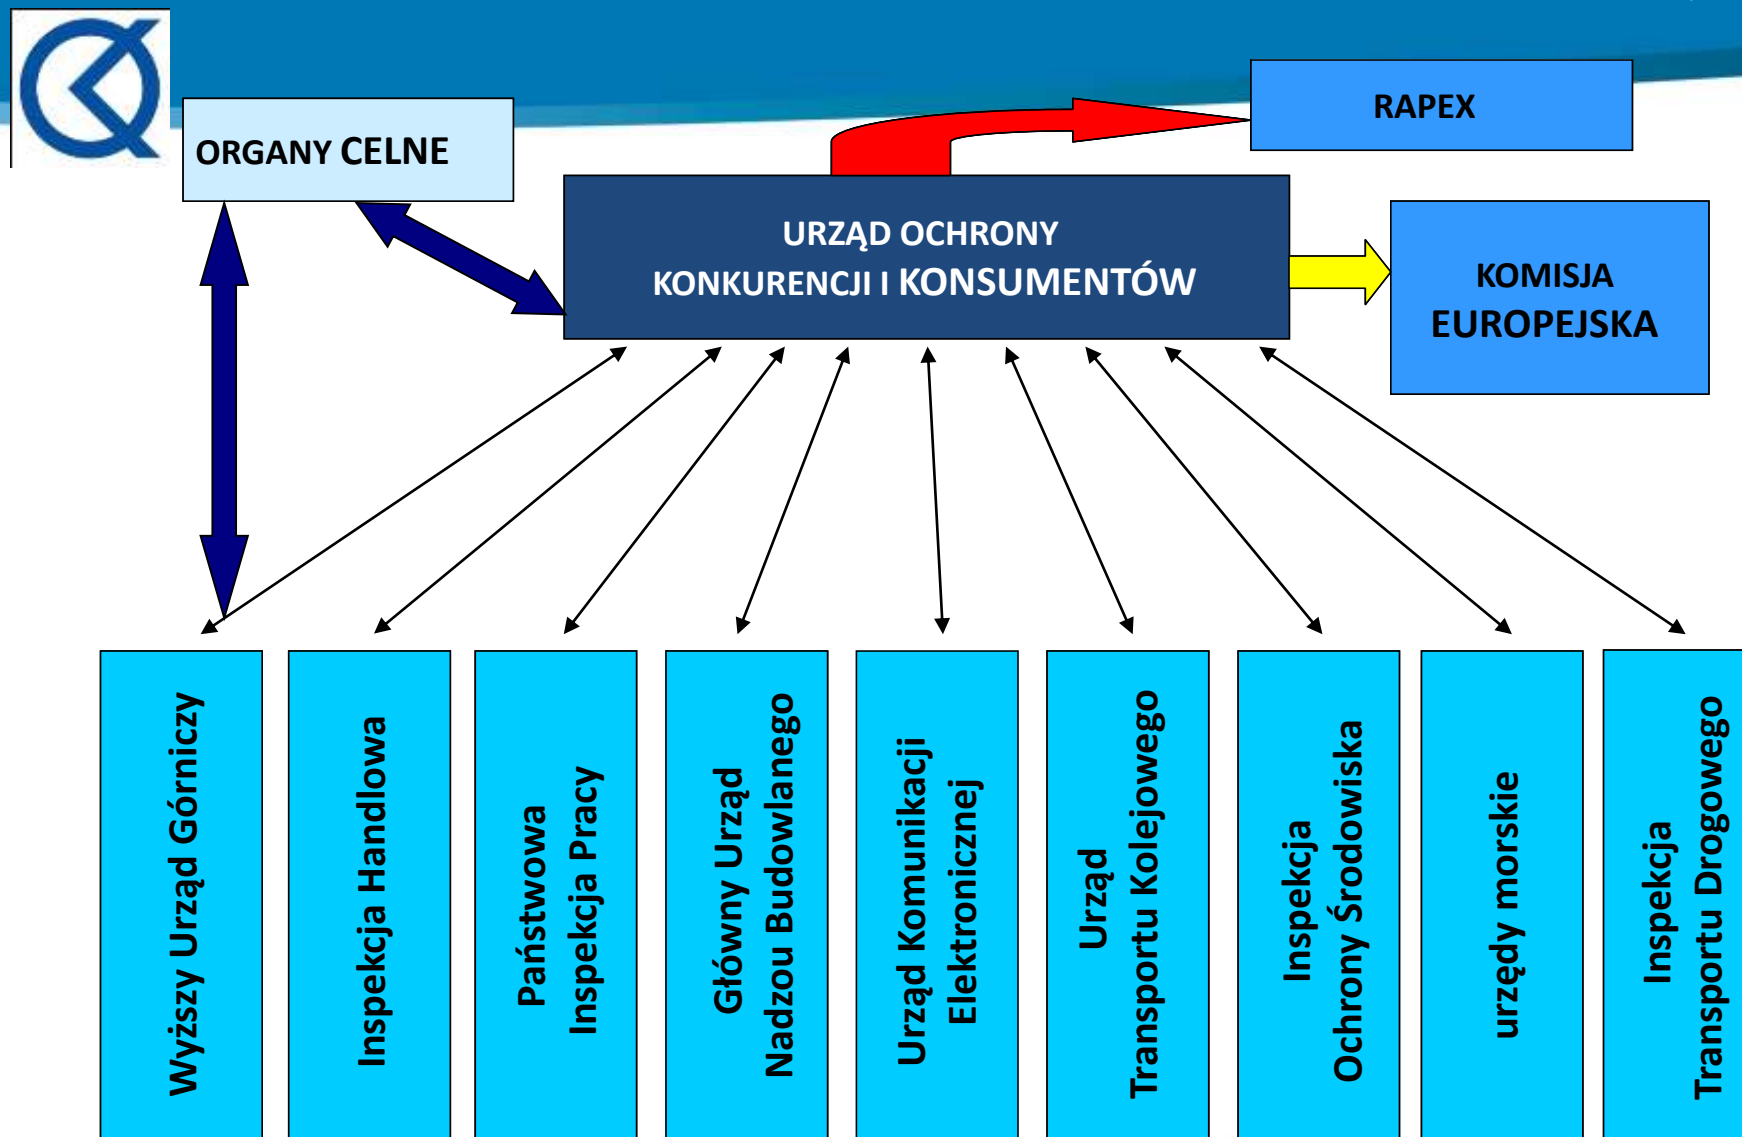 ORGANY CELNE
RAPEX
URZĄD OCHRONY
KONKURENCJI I KONSUMENTÓW
KOMISJA
EUROPEJSKA
Wyższy Urząd Górniczy
Inspekcja Handlowa
Państwowa
Inspekcja Pracy
Główny Urząd
Nadzou Budowlanego
Urząd Komunikacji
Elektronicznej
Urząd
Transportu Kolejowego
Inspekcja
Ochrony Środowiska
urzędy morskie
Inspekcja
Transportu Drogowego